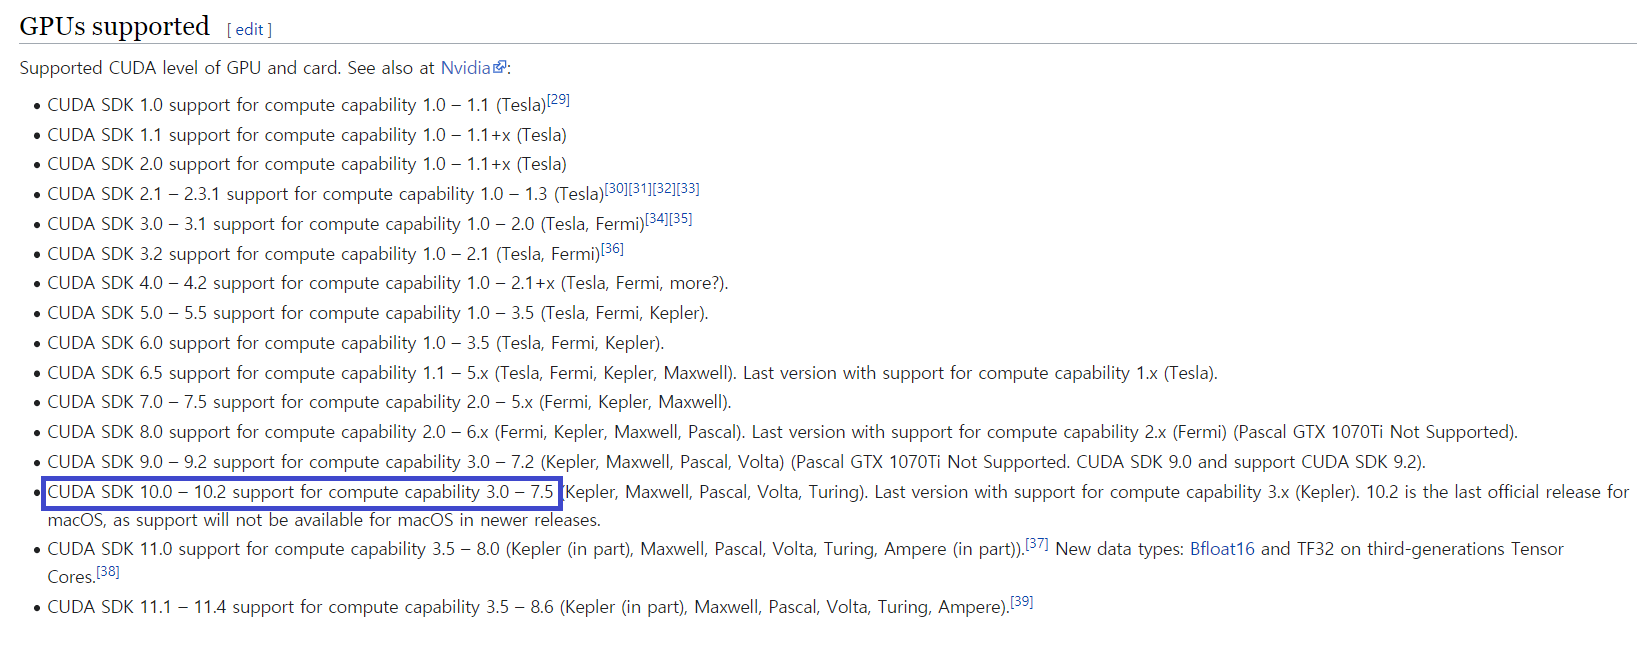 GPUs supported [ edit ]
Supported CUDA level of GPU and card. See also at Nvidia:
• CUDA SDK 1.0 support for compute capability 1.0 – 1.1 (Tesla)[29]
• CUDA SDK 1.1 support for compute capability 1.0 – 1.1+x (Tesla)
• CUDA SDK 2.0 support for compute capability 1.0 – 1.1+x (Tesla)
• CUDA SDK 2.1 – 2.3.1 support for compute capability 1.0 – 1.3 (Tesla)[30][31][32][33]
• CUDA SDK 3.0 – 3.1 support for compute capability 1.0 – 2.0 (Tesla, Fermi)[34][35]
• CUDA SDK 3.2 support for compute capability 1.0 – 2.1 (Tesla, Fermi)[36]
• CUDA SDK 4.0 – 4.2 support for compute capability 1.0 – 2.1+x (Tesla, Fermi, more?).
• CUDA SDK 5.0 – 5.5 support for compute capability 1.0 – 3.5 (Tesla, Fermi, Kepler).
• CUDA SDK 6.0 support for compute capability 1.0 – 3.5 (Tesla, Fermi, Kepler).
• CUDA SDK 6.5 support for compute capability 1.1 – 5.x (Tesla, Fermi, Kepler, Maxwell). Last version with support for compute capability 1.x (Tesla).
• CUDA SDK 7.0 – 7.5 support for compute capability 2.0 – 5.x (Fermi, Kepler, Maxwell).
• CUDA SDK 8.0 support for compute capability 2.0 – 6.x (Fermi, Kepler, Maxwell, Pascal). Last version with support for compute capability 2.x (Fermi) (Pascal GTX 1070Ti Not Supported).
• CUDA SDK 9.0 – 9.2 support for compute capability 3.0 – 7.2 (Kepler, Maxwell, Pascal, Volta) (Pascal GTX 1070Ti Not Supported. CUDA SDK 9.0 and support CUDA SDK 9.2).
• CUDA SDK 10.0 – 10.2 support for compute capability 3.0 – 7.5 (Kepler, Maxwell, Pascal, Volta, Turing). Last version with support for compute capability 3.x (Kepler). 10.2 is the last official release for
macOS, as support will not be available for macOS in newer releases.
• CUDA SDK 11.0 support for compute capability 3.5 – 8.0 (Kepler (in part), Maxwell, Pascal, Volta, Turing, Ampere (in part)).[37] New data types: Bfloat16 and TF32 on third-generations Tensor
Cores.[38]
• CUDA SDK 11.1 – 11.4 support for compute capability 3.5 – 8.6 (Kepler (in part), Maxwell, Pascal, Volta, Turing, Ampere).[39]